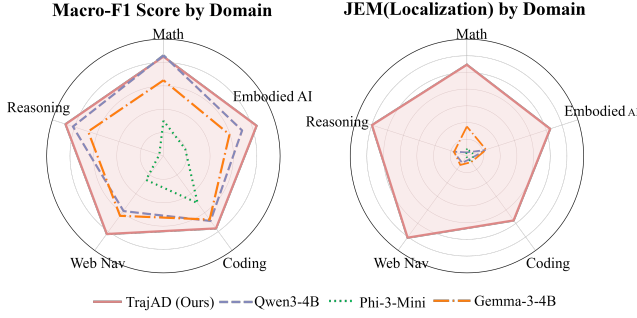 Macro-F1 Score by Domain
Math
Embodied AI
Reasoning
Web Nav
Coding
JEM(Localization) by Domain
Math
Embodied AI
Reasoning
Web Nav
Coding
TrajAD (Ours)
Qwen3-4B
Phi-3-Mini
Gemma-3-4B